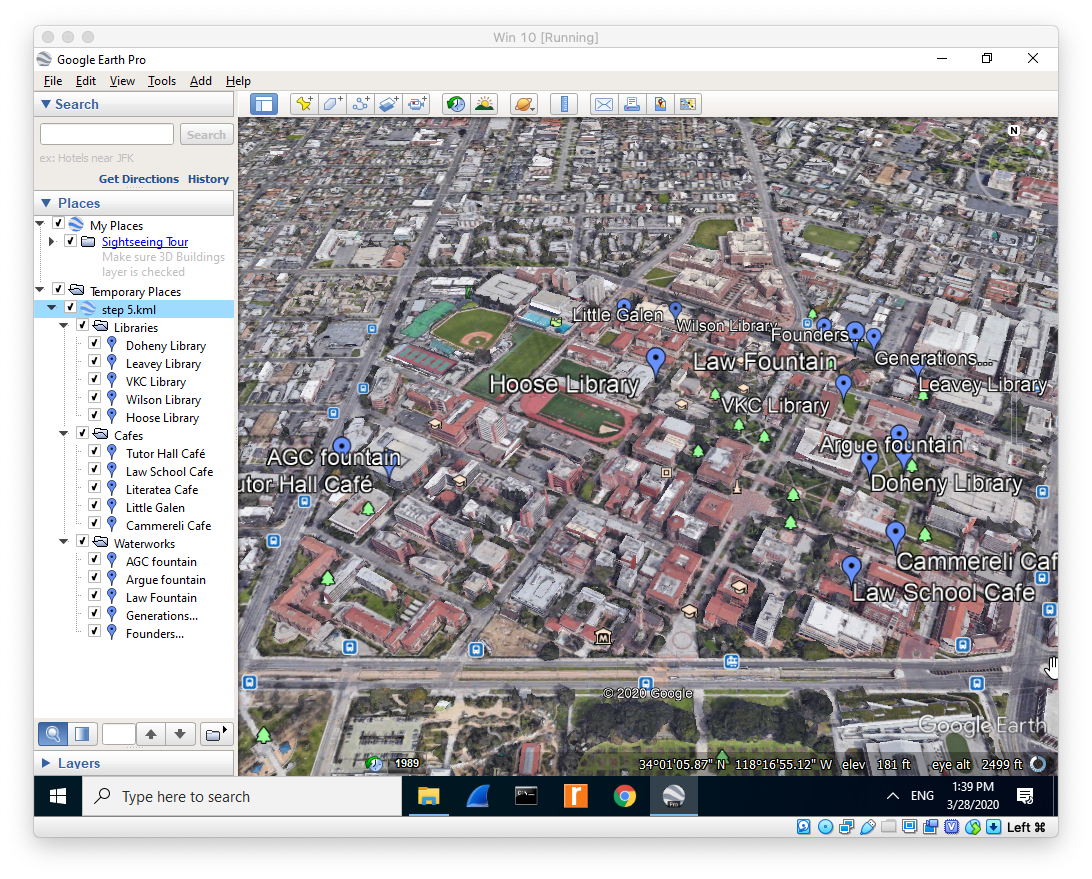 Win 10 [Running]
Google Earth Pro
File Edit View Tools Add Help
Search
Search
ex: Hotels near JFK
Get Directions History
Places
My Places
Sightseeing Tour
Make sure 3D Buildings
layer is checked
Temporary Places
step 5.kml
Libraries
Doheny Library
Leavey Library
VKC Library
Wilson Library
Hoose Library
Cafes
Tutor Hall Café
Law School Cafe
Literatea Cafe
Little Galen
Cammereli Cafe
Waterworks
AGC fountain
Argue fountain
Law Fountain
Generations...
Founders...
Layers
N
Little Galen
Wilson Library
Founders...
Law Fountain
Generations...
Hoose Library
Leavey Library
VKC Library
Argue fountain
AGC fountain
utor Hall Café
Doheny Library
Cammereli Caf
Law School Cafe
M
© 2020 Google
Google Earth
1989
34°01'05.87" N 118°16'55.12" W elev 181 ft eye alt 2499 ft
Type here to search
r
Pro
ENG
1:39 PM
3/28/2020
Left ⌘